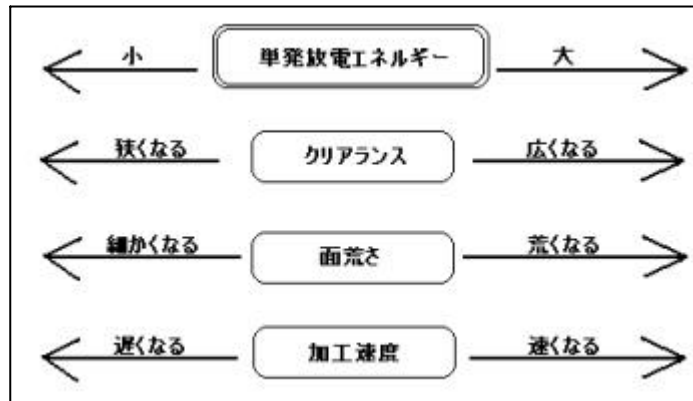 小 単発放電エネルギー 大
狭くなる クリアランス 広くなる
細かくなる 面荒さ 荒くなる
遅くなる 加工速度 速くなる